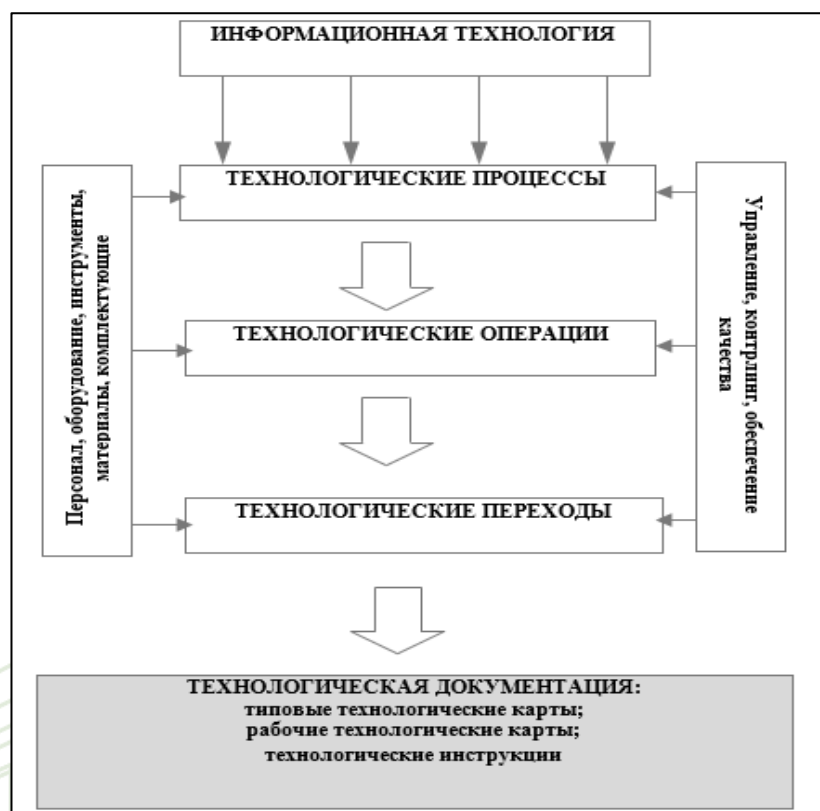 ИНФОРМАЦИОННАЯ ТЕХНОЛОГИЯ
ТЕХНОЛОГИЧЕСКИЕ ПРОЦЕССЫ
Персонал, оборудование, инструменты,
материалы, комплектующие
Управление, контрлинг, обеспечение
качества
ТЕХНОЛОГИЧЕСКИЕ ОПЕРАЦИИ
ТЕХНОЛОГИЧЕСКИЕ ПЕРЕХОДЫ
ТЕХНОЛОГИЧЕСКАЯ ДОКУМЕНТАЦИЯ:
типовые технологические карты;
рабочие технологические карты;
технологические инструкции